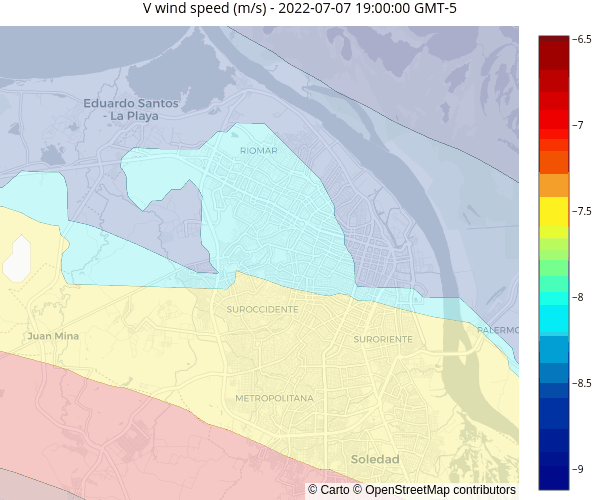 V wind speed (m/s) - 2022-07-07 19:00:00 GMT-5
−6.5
Eduardo Santos
- La Playa
−7
RIOMAR
−7.5
−8
SUROCCIDENTE
PALERMO
Juan Mina
SURORIENTE
−8.5
METROPOLITANA
Soledad
−9
© Carto © OpenStreetMap contributors